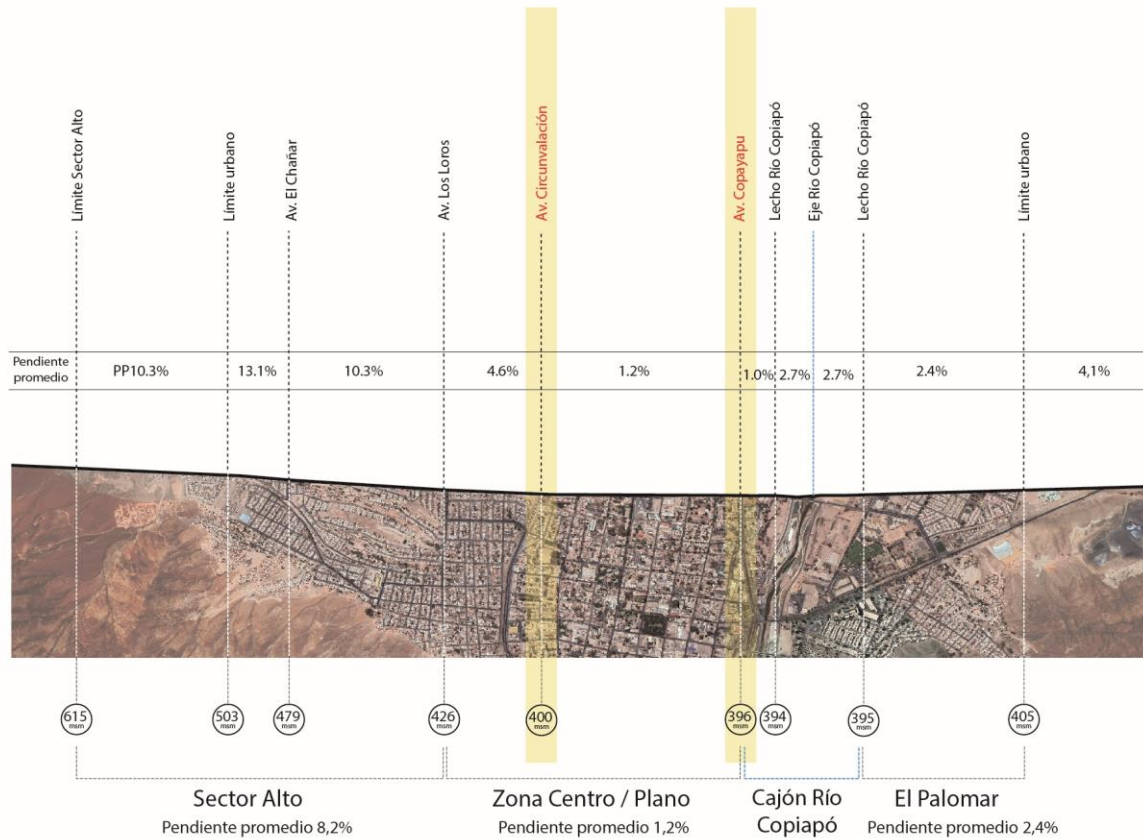 Límite Sector Alto
Límite urbano
Av. El Chañar
Av. Los Loros
Av. Circunvalación
Av. Copayapu
Lecho Río Copiapó
Eje Río Copiapó
Lecho Río Copiapó
Límite urbano
Pendiente
promedio
PP10.3%
13.1%
10.3%
4.6%
1.2%
1.0%
2.7%
2.7%
2.4%
4,1%
615
msm
503
msm
479
msm
426
msm
400
msm
396
msm
394
msm
395
msm
405
msm
Sector Alto
Pendiente promedio 8,2%
Zona Centro / Plano
Pendiente promedio 1,2%
Cajón Río
Copiapó
El Palomar
Pendiente promedio 2,4%